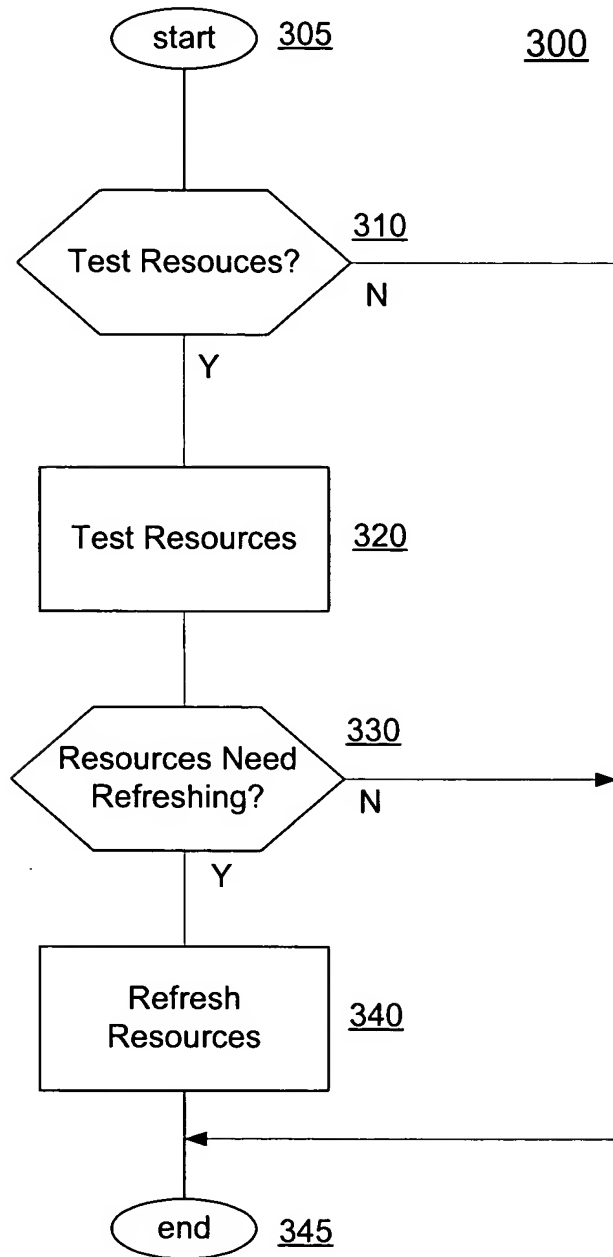 start 305
300
310
Test Resouces?
N
Y
Test Resources 320
330
Resources Need
Refreshing?
N
Y
Refresh
Resources
340
end 345